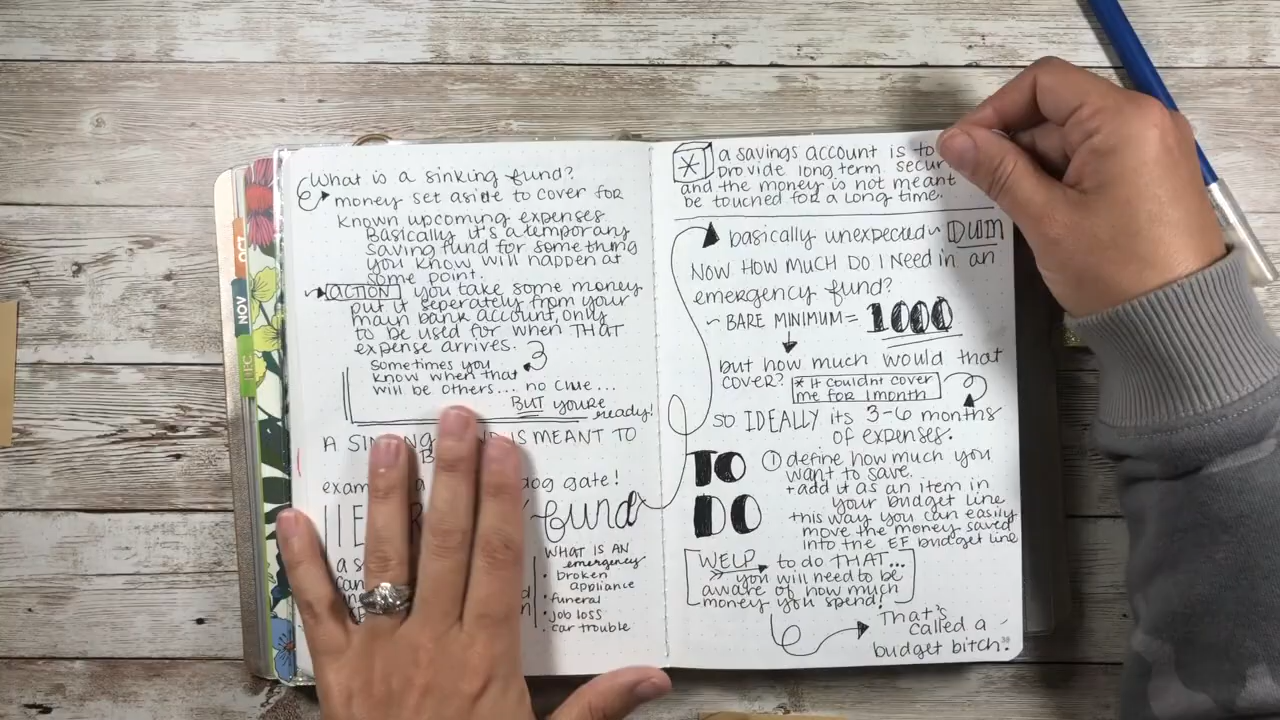 OCT
NOV
DEC
What is a sinking fund?
money set aside to cover for
known upcoming expenses.
Basically it's a temporary
saving fund for something
you know will happen at
some point.
ACTION you take some money
put it seperately from your
main bank account, only
to be used for when THAT
expense arrives.
sometimes you
know when that
will be others... no clue...
BUT youre
ready!
A IS MEANT TO
dog gate!
fund
WHAT IS AN
emergency
• broken
appliance
• funeral
• job loss
• car trouble
* a savings account is to
provide long term
and the money is not meant
be touched for a long time.
basically unexpected~ DUM
NOW HOW MUCH DO I NEED in an
emergency fund?
~ BARE MINIMUM = 1000
but how much would that
cover? * it couldnt cover
me for 1 month
so IDEALLY its 3-6 months
of expenses.
TO
DO
① define how much you
want to save.
+ add it as an item in
your budget line
this way you can easily
move the money saved
into the EF budget line
WELP to do THAT...
you will need to be
aware of how much
money you spend!
That's
called a
budget bitch.